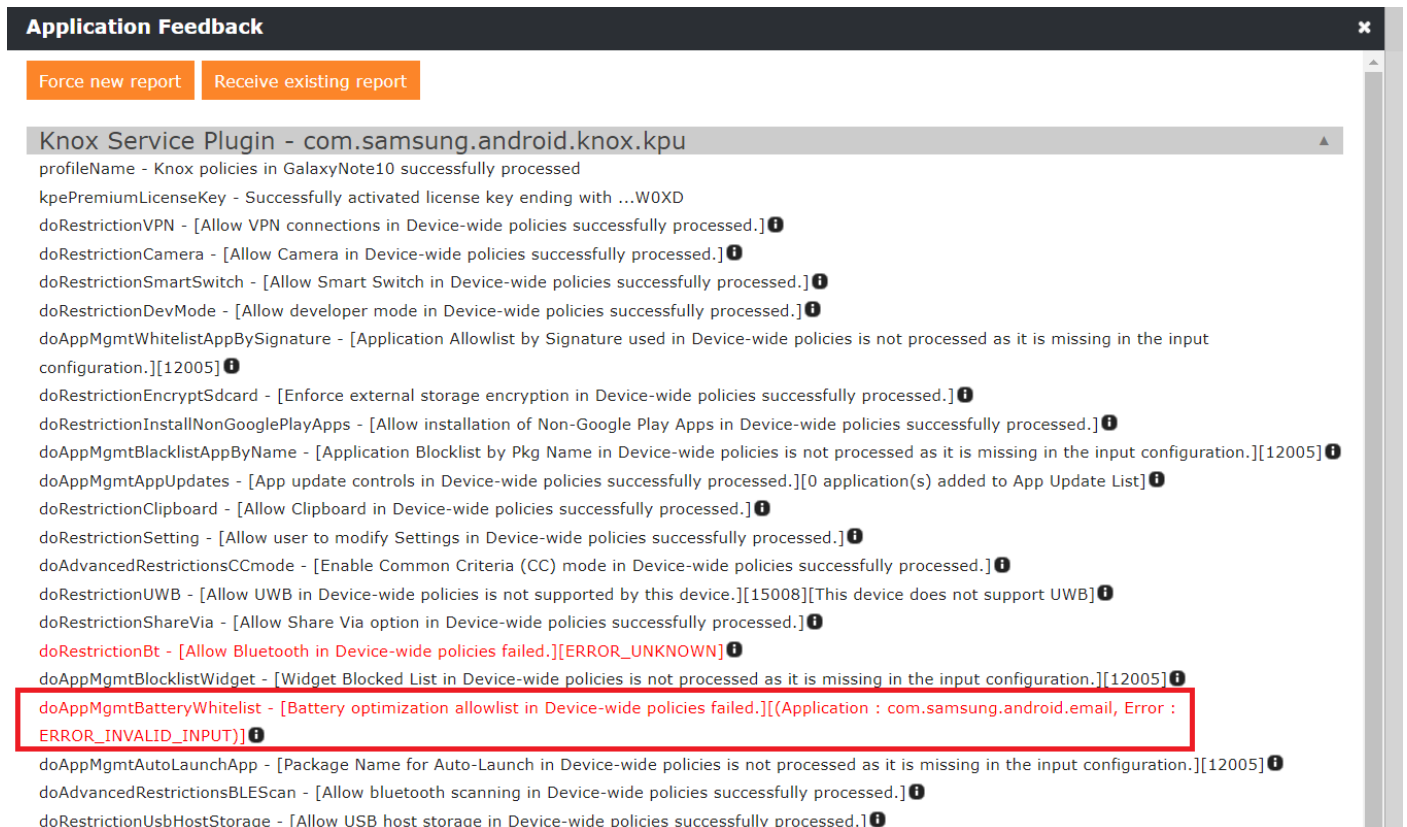 Application Feedback
Force new report
Receive existing report
Knox Service Plugin - com.samsung.android.knox.kpu
profileName - Knox policies in GalaxyNote10 successfully processed
kpePremiumLicenseKey - Successfully activated license key ending with ...W0XD
doRestrictionVPN - [Allow VPN connections in Device-wide policies successfully processed.]
doRestrictionCamera - [Allow Camera in Device-wide policies successfully processed.]
doRestrictionSmartSwitch - [Allow Smart Switch in Device-wide policies successfully processed.]
doRestrictionDevMode - [Allow developer mode in Device-wide policies successfully processed.]
doAppMgmtWhitelistAppBySignature - [Application Allowlist by Signature used in Device-wide policies is not processed as it is missing in the input
configuration.][12005]
doRestrictionEncryptSdcard - [Enforce external storage encryption in Device-wide policies successfully processed.]
doRestrictionInstallNonGooglePlayApps - [Allow installation of Non-Google Play Apps in Device-wide policies successfully processed.]
doAppMgmtBlacklistAppByName - [Application Blocklist by Pkg Name in Device-wide policies is not processed as it is missing in the input configuration.][12005]
doAppMgmtAppUpdates - [App update controls in Device-wide policies successfully processed.][0 application(s) added to App Update List]
doRestrictionClipboard - [Allow Clipboard in Device-wide policies successfully processed.]
doRestrictionSetting - [Allow user to modify Settings in Device-wide policies successfully processed.]
doAdvancedRestrictionsCCmode - [Enable Common Criteria (CC) mode in Device-wide policies successfully processed.]
doRestrictionUWB - [Allow UWB in Device-wide policies is not supported by this device.][15008][This device does not support UWB]
doRestrictionShareVia - [Allow Share Via option in Device-wide policies successfully processed.]
doRestrictionBt - [Allow Bluetooth in Device-wide policies failed.][ERROR_UNKNOWN]
doAppMgmtBlocklistWidget - [Widget Blocked List in Device-wide policies is not processed as it is missing in the input configuration.][12005]
doAppMgmtBatteryWhitelist - [Battery optimization allowlist in Device-wide policies failed.][(Application : com.samsung.android.email, Error :
ERROR_INVALID_INPUT)]
doAppMgmtAutoLaunchApp - [Package Name for Auto-Launch in Device-wide policies is not processed as it is missing in the input configuration.][12005]
doAdvancedRestrictionsBLEScan - [Allow bluetooth scanning in Device-wide policies successfully processed.]
doRestrictionUsbHostStorage - [Allow USB host storage in Device-wide policies successfully processed.]